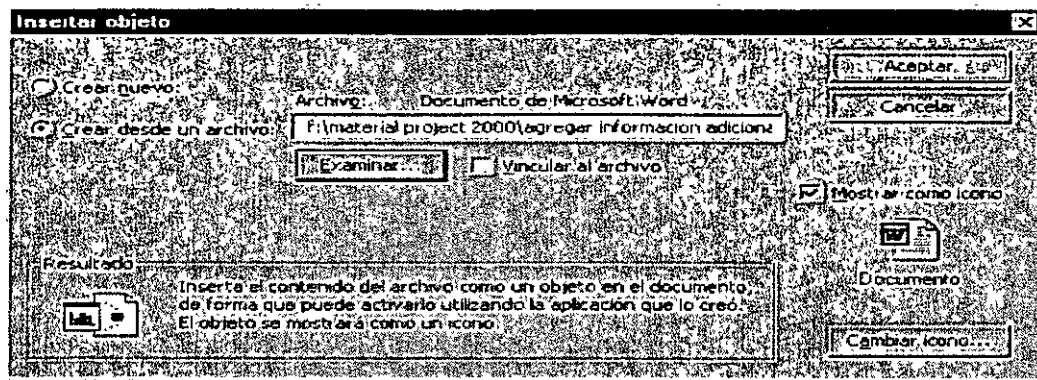 Insertar objeto
Crear nuevo:
Crear desde un archivo:
Archivo: Documento de Microsoft Word
F:\material project 2000\agregar informacion adiciona
Examinar...
Vincular al archivo
Aceptar
Cancelar
Mostrar como icono
Documento
Cambiar icono...
Resultado
Inserta el contenido del archivo como un objeto en el documento,
de forma que puede activarlo utilizando la aplicación que lo creó.
El objeto se mostrará como un icono.